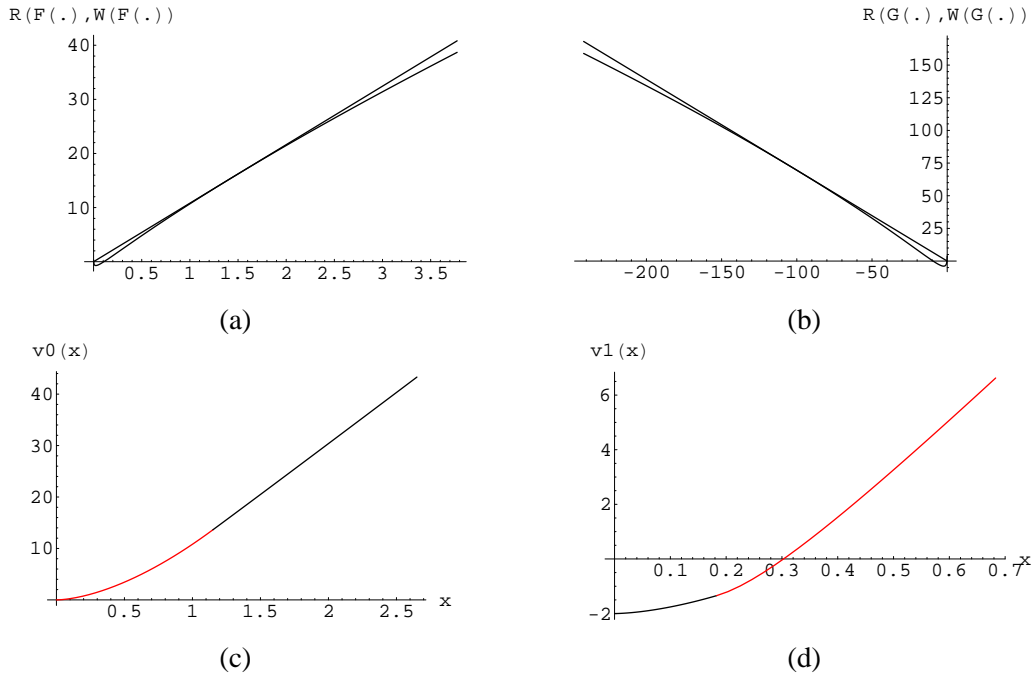 R(F(.),W(F(.))
40
30
20
10
0.5 1 1.5 2 2.5 3 3.5
(a)
R(G(.),W(G(.))
150
125
100
75
50
25
-200 -150 -100 -50
(b)
v0(x)
40
30
20
10
0.5 1 1.5 2 2.5 x
(c)
v1(x)
6
4
2
-2
0.1 0.2 0.3 0.4 0.5 0.6 0.7 x
(d)